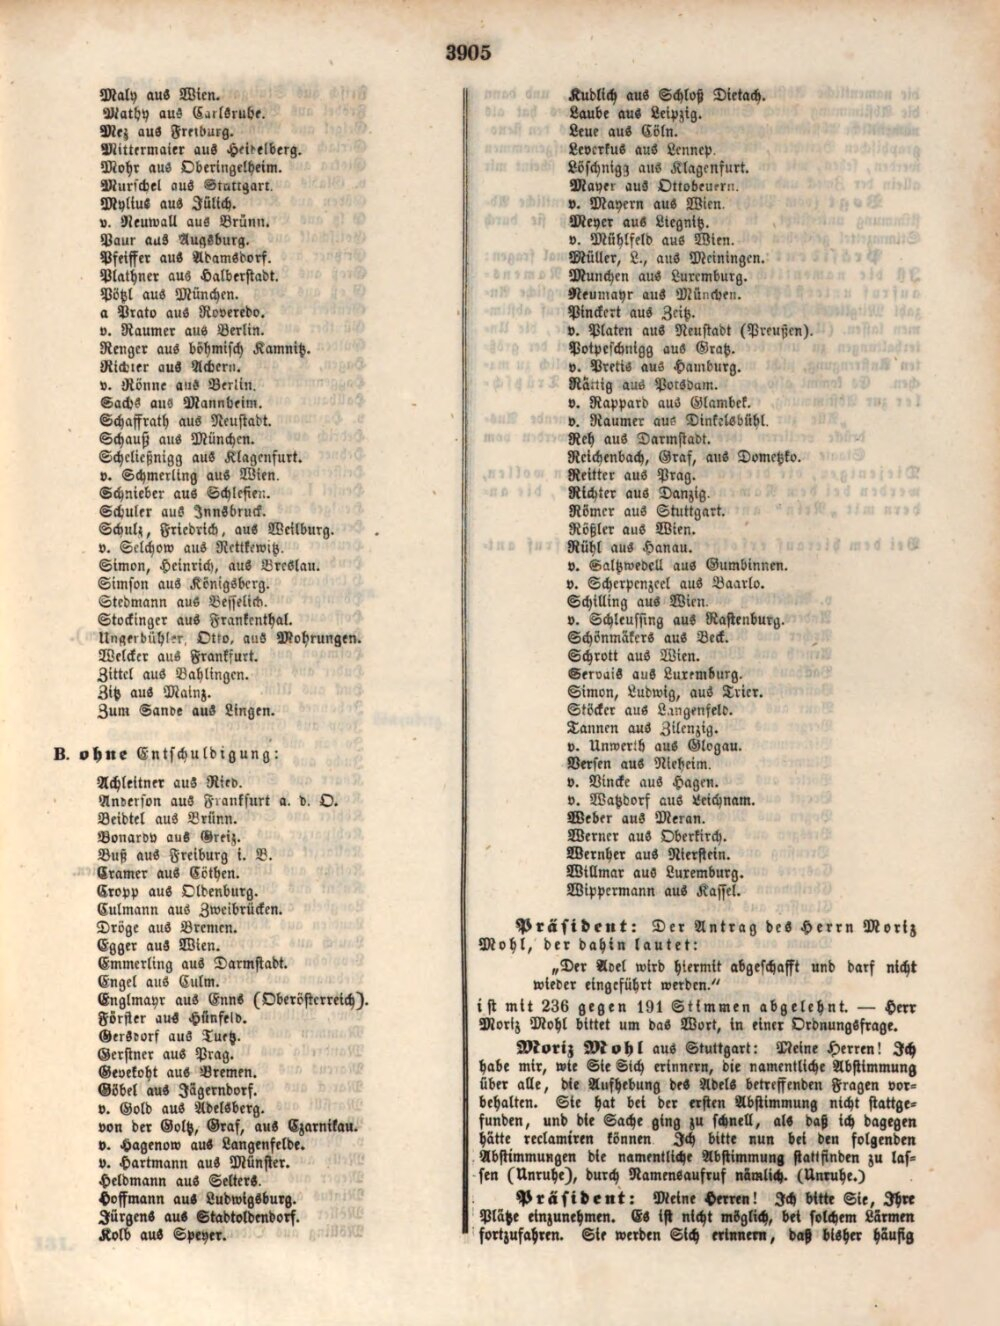 3905
Maly aus Wien.
Mathy aus Carlsruhe.
Mez aus Freiburg.
Mittermaier aus Heidelberg.
Mohr aus Oberingelheim.
Murschel aus Stuttgart.
Mylius aus Jülich.
v. Neuwall aus Brünn.
Paur aus Augsburg.
Pfeiffer aus Adamsdorf.
Plathner aus Halberstadt.
Pözl aus München.
a Prato aus Roveredo.
v. Raumer aus Berlin.
Renger aus böhmisch Kamnitz.
Richter aus Achern.
v. Rönne aus Berlin.
Sachs aus Mannheim.
Schaffrath aus Neustadt.
Schauß aus München.
Scheließnigg aus Klagenfurt.
v. Schmerling aus Wien.
Schnieber aus Schlesien.
Schuler aus Innsbruck.
Schulz, Friedrich, aus Weilburg.
v. Selchow aus Rettkewitz.
Simon, Heinrich, aus Breslau.
Simson aus Königsberg.
Stedmann aus Besselich.
Stockinger aus Frankenthal.
Ungerbühler, Otto, aus Mohrungen.
Welcker aus Frankfurt.
Zittel aus Bahlingen.
Zitz aus Mainz.
Zum Sande aus Lingen.
B. ohne Entschuldigung:
Achleitner aus Ried.
Anderson aus Frankfurt a. d. O.
Beidtel aus Brünn.
Bonardy aus Greiz.
Buß aus Freiburg i. B.
Cramer aus Cöthen.
Cropp aus Oldenburg.
Culmann aus Zweibrücken.
Dröge aus Bremen.
Egger aus Wien.
Emmerling aus Darmstadt.
Engel aus Culm.
Englmayr aus Enns (Oberösterreich).
Förster aus Hünfeld.
Gersdorf aus Tuetz.
Gerstner aus Prag.
Gevekoht aus Bremen.
Göbel aus Jägerndorf.
v. Gold aus Adelsberg.
von der Goltz, Graf, aus Czarnikau.
v. Hagenow aus Langenfelde.
v. Hartmann aus Münster.
Heldmann aus Selters.
Hoffmann aus Ludwigsburg.
Jürgens aus Stadtoldendorf.
Kolb aus Speyer.
Kudlich aus Schloß Dietach.
Laube aus Leipzig.
Leue aus Cöln.
Leverkus aus Lennep.
Löschnigg aus Klagenfurt.
Mayer aus Ottobeuern.
v. Mayern aus Wien.
Meyer aus Liegnitz.
v. Mühlfeld aus Wien.
Müller, L., aus Meiningen.
Munchen aus Luxemburg.
Neumayr aus München.
Pinckert aus Zeitz.
v. Platen aus Neustadt (Preußen).
Potpeschnigg aus Gratz.
v. Pretis aus Hamburg.
Rättig aus Potsdam.
v. Rappard aus Glambek.
v. Raumer aus Dinkelsbühl.
Reh aus Darmstadt.
Reichenbach, Graf, aus Dometzko.
Reitter aus Prag.
Richter aus Danzig.
Römer aus Stuttgart.
Rößler aus Wien.
Rühl aus Hanau.
v. Saltzwedell aus Gumbinnen.
v. Scherpenzeel aus Baarlo.
Schilling aus Wien.
v. Schleussing aus Rastenburg.
Schönmäkers aus Beck.
Schrott aus Wien.
Servais aus Luxemburg.
Simon, Ludwig, aus Trier.
Stöcker aus Langenfeld.
Tannen aus Zilenzig.
v. Unwerth aus Glogau.
Versen aus Nieheim.
v. Vincke aus Hagen.
v. Watzdorf aus Leichnam.
Weber aus Meran.
Werner aus Oberkirch.
Wernher aus Nierstein.
Willmar aus Luxemburg.
Wippermann aus Kassel.
Präsident: Der Antrag des Herrn Moriz
Mohl, der dahin lautet:
„Der Adel wird hiermit abgeschafft und darf nicht
wieder eingeführt werden.“
ist mit 236 gegen 191 Stimmen abgelehnt. — Herr
Moriz Mohl bittet um das Wort, in einer Ordnungsfrage.
Moriz Mohl aus Stuttgart: Meine Herren! Ich
habe mir, wie Sie Sich erinnern, die namentliche Abstimmung
über alle, die Aufhebung des Adels betreffenden Fragen vor-
behalten. Sie hat bei der ersten Abstimmung nicht stattge-
funden, und die Sache ging zu schnell, als daß ich dagegen
hätte reclamiren können. Ich bitte nun bei den folgenden
Abstimmungen die namentliche Abstimmung stattfinden zu las-
sen (Unruhe), durch Namensaufruf nämlich. (Unruhe.)
Präsident: Meine Herren! Ich bitte Sie, Ihre
Plätze einzunehmen. Es ist nicht möglich, bei solchem Lärmen
fortzufahren. Sie werden Sich erinnern, daß bisher häufig